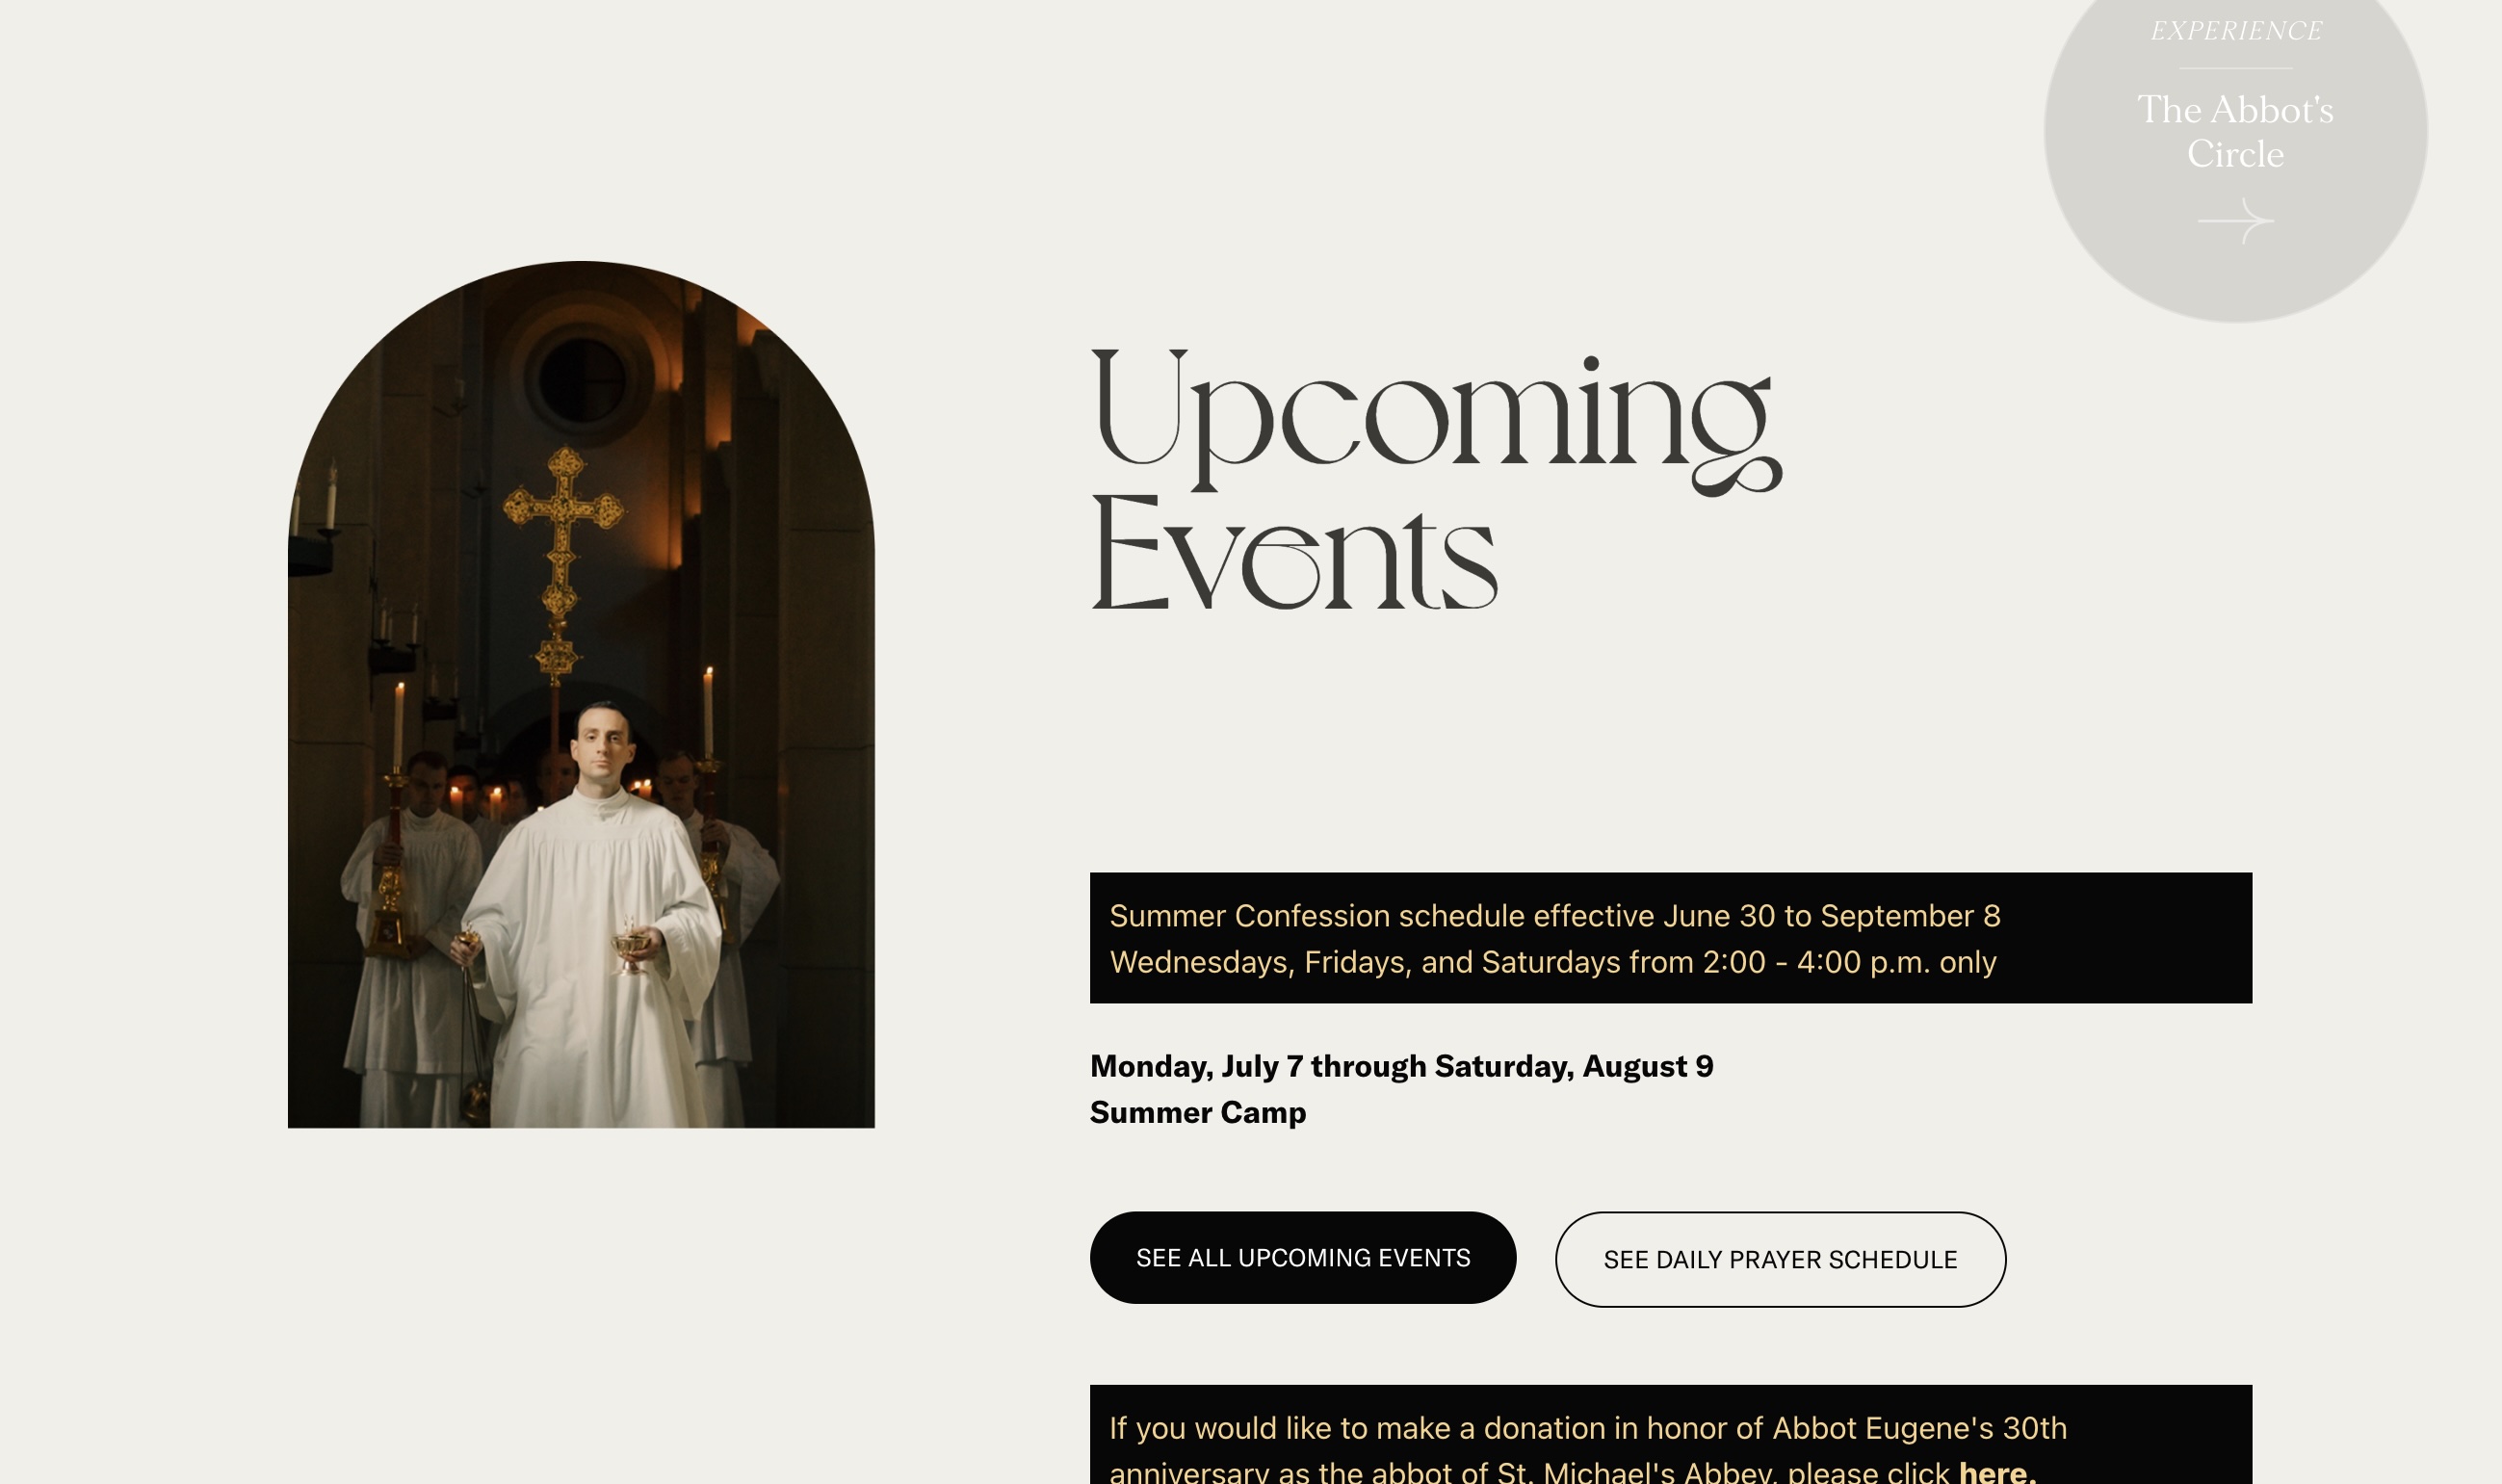 EXPERIENCE
The Abbot's
Circle
Upcoming
Events
Summer Confession schedule effective June 30 to September 8
Wednesdays, Fridays, and Saturdays from 2:00 - 4:00 p.m. only
Monday, July 7 through Saturday, August 9
Summer Camp
SEE ALL UPCOMING EVENTS
SEE DAILY PRAYER SCHEDULE
If you would like to make a donation in honor of Abbot Eugene's 30th
anniversary as the abbot of St. Michael's Abbey, please click here.